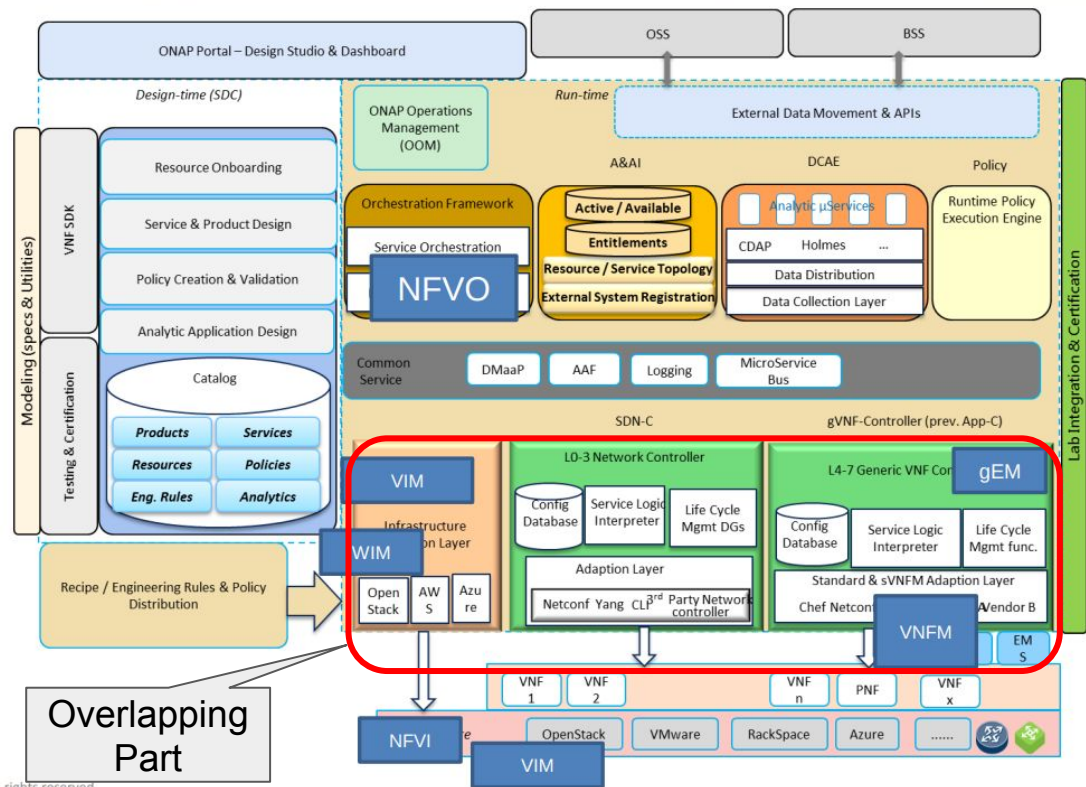 ONAP Portal – Design Studio & Dashboard
OSS
BSS
Design-time (SDC)
Run-time
ONAP Operations
Management
(OOM)
External Data Movement & APIs
Modeling (specs & Utilities)
VNF SDK
Testing & Certification
Resource Onboarding
Service & Product Design
Policy Creation & Validation
Analytic Application Design
Catalog
Products
Services
Resources
Policies
Eng. Rules
Analytics
Recipe / Engineering Rules & Policy
Distribution
Orchestration Framework
Service Orchestration
NFVO
A&AI
Active / Available
Entitlements
Resource / Service Topology
External System Registration
DCAE
Analytic µServices
CDAP
Holmes
...
Data Distribution
Data Collection Layer
Policy
Runtime Policy
Execution Engine
Lab Integration & Certification
Common
Service
DMaaP
AAF
Logging
MicroService
Bus
SDN-C
gVNF-Controller (prev. App-C)
VIM
Infrastructure
on Layer
WIM
Open
Stack
AW
S
Azu
re
L0-3 Network Controller
Config
Database
Service Logic
Interpreter
Life Cycle
Mgmt DGs
Adaption Layer
Netconf Yang CLI
3rd Party Network
controller
L4-7 Generic VNF Con
gEM
Config
Database
Service Logic
Interpreter
Life Cycle
Mgmt func.
Standard & sVNFM Adaption Layer
Chef Netconf
A
Vendor B
VNFM
EM
S
Overlapping
Part
VNF
1
VNF
2
VNF
n
PNF
VNF
x
NFVI
e
OpenStack
VMware
RackSpace
Azure
......
VIM
rights reserved